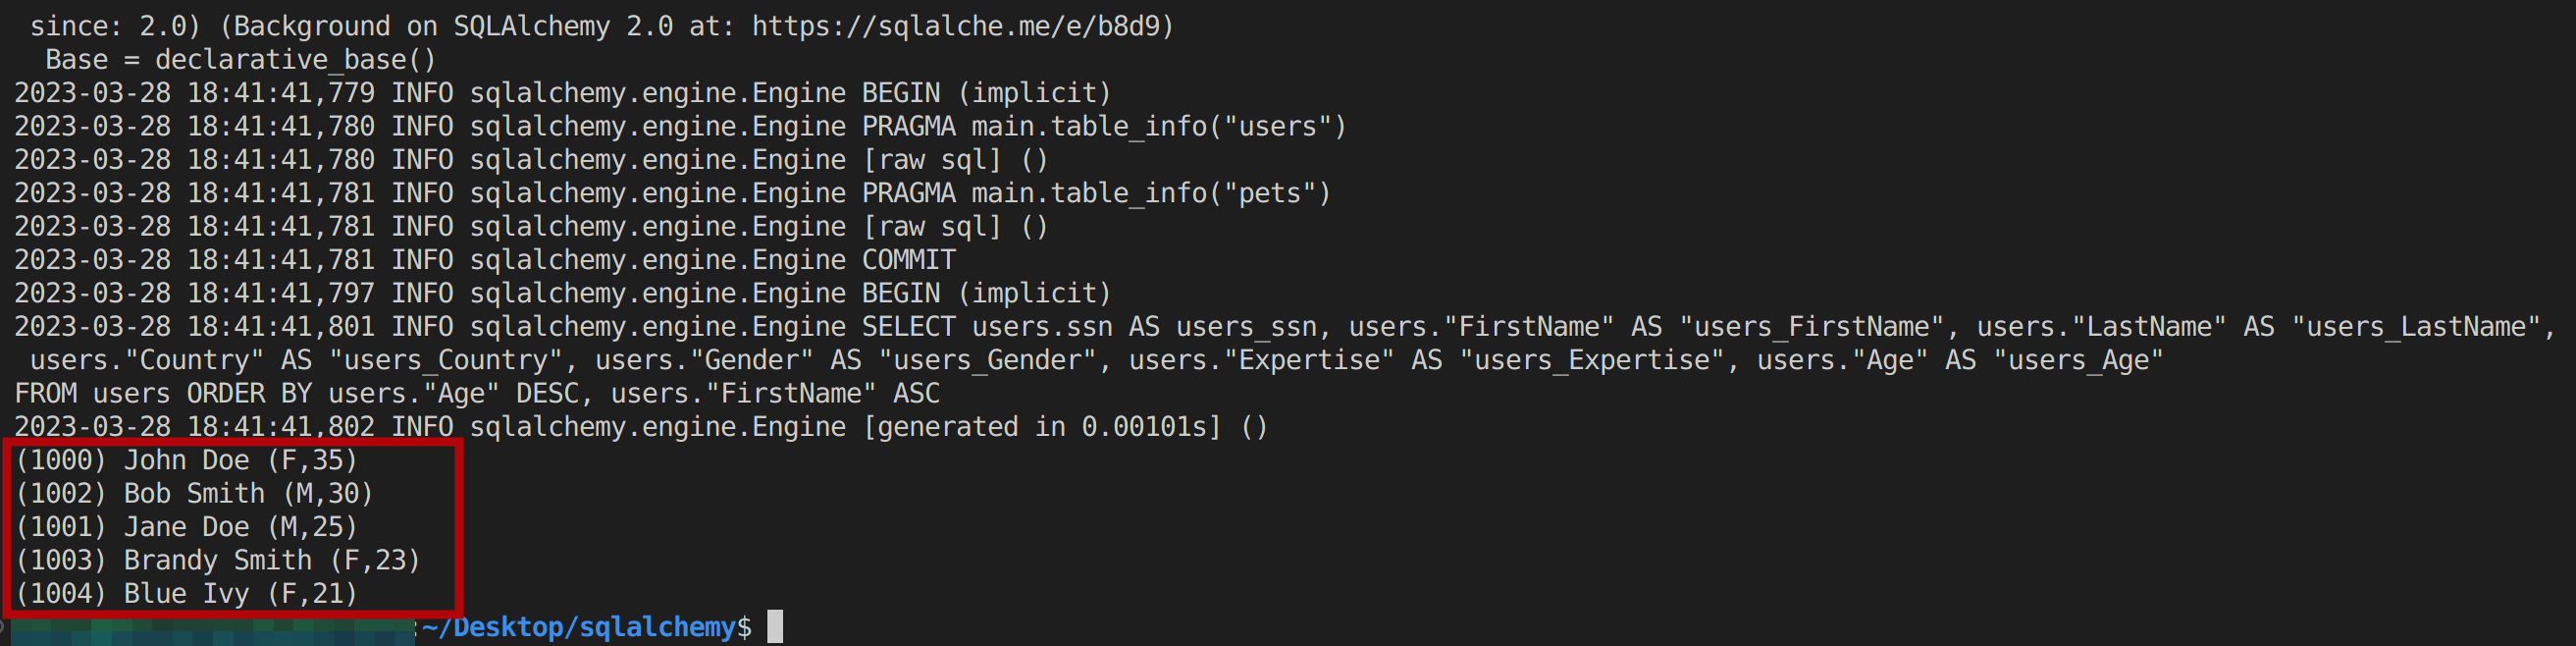 since: 2.0) (Background on SQLAlchemy 2.0 at: https://sqlalche.me/e/b8d9)
Base = declarative_base()
2023-03-28 18:41:41,779 INFO sqlalchemy.engine.Engine BEGIN (implicit)
2023-03-28 18:41:41,780 INFO sqlalchemy.engine.Engine PRAGMA main.table_info("users")
2023-03-28 18:41:41,780 INFO sqlalchemy.engine.Engine [raw sql] ()
2023-03-28 18:41:41,781 INFO sqlalchemy.engine.Engine PRAGMA main.table_info("pets")
2023-03-28 18:41:41,781 INFO sqlalchemy.engine.Engine [raw sql] ()
2023-03-28 18:41:41,781 INFO sqlalchemy.engine.Engine COMMIT
2023-03-28 18:41:41,797 INFO sqlalchemy.engine.Engine BEGIN (implicit)
2023-03-28 18:41:41,801 INFO sqlalchemy.engine.Engine SELECT users.ssn AS users_ssn, users."FirstName" AS "users_FirstName", users."LastName" AS "users_LastName",
users."Country" AS "users_Country", users."Gender" AS "users_Gender", users."Expertise" AS "users_Expertise", users."Age" AS "users_Age"
FROM users ORDER BY users."Age" DESC, users."FirstName" ASC
2023-03-28 18:41:41,802 INFO sqlalchemy.engine.Engine [generated in 0.00101s] ()
(1000) John Doe (F,35)
(1002) Bob Smith (M,30)
(1001) Jane Doe (M,25)
(1003) Brandy Smith (F,23)
(1004) Blue Ivy (F,21)
:~/Desktop/sqlalchemy$